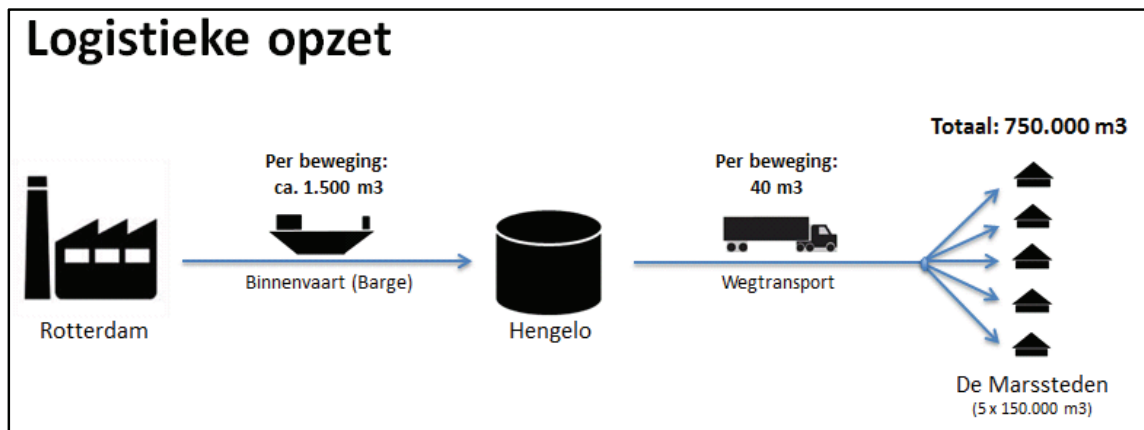 Logistieke opzet
Totaal: 750.000 m3
Per beweging:
ca. 1.500 m3
Per beweging:
40 m3
Binnenvaart (Barge)
Wegtransport
Rotterdam
Hengelo
De Marssteden
(5 x 150.000 m3)